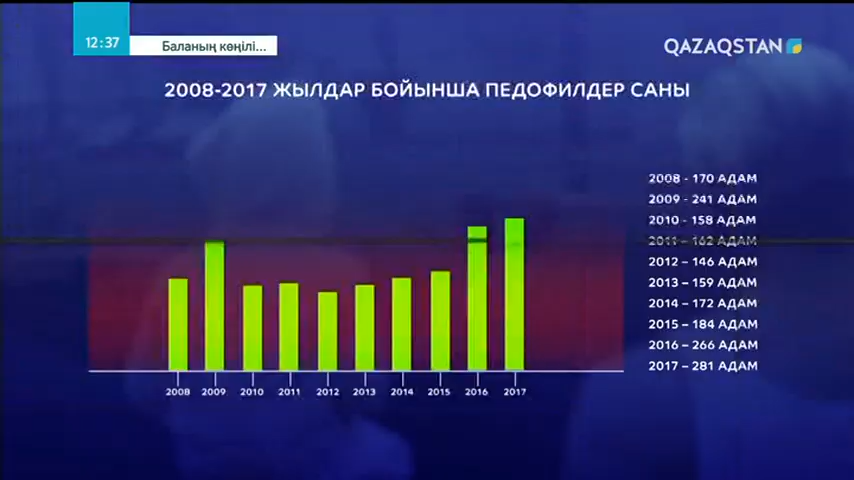 12:37
Баланың көңілі...
QAZAQSTAN
2008-2017 ЖЫЛДАР БОЙЫНША ПЕДОФИЛДЕР САНЫ
2008 - 170 АДАМ
2009 - 241 АДАМ
2010 - 158 АДАМ
2011 – 162 АДАМ
2012 – 146 АДАМ
2013 – 159 АДАМ
2014 – 172 АДАМ
2015 – 184 АДАМ
2016 – 266 АДАМ
2017 – 281 АДАМ
2008 2009 2010 2011 2012 2013 2014 2015 2016 2017